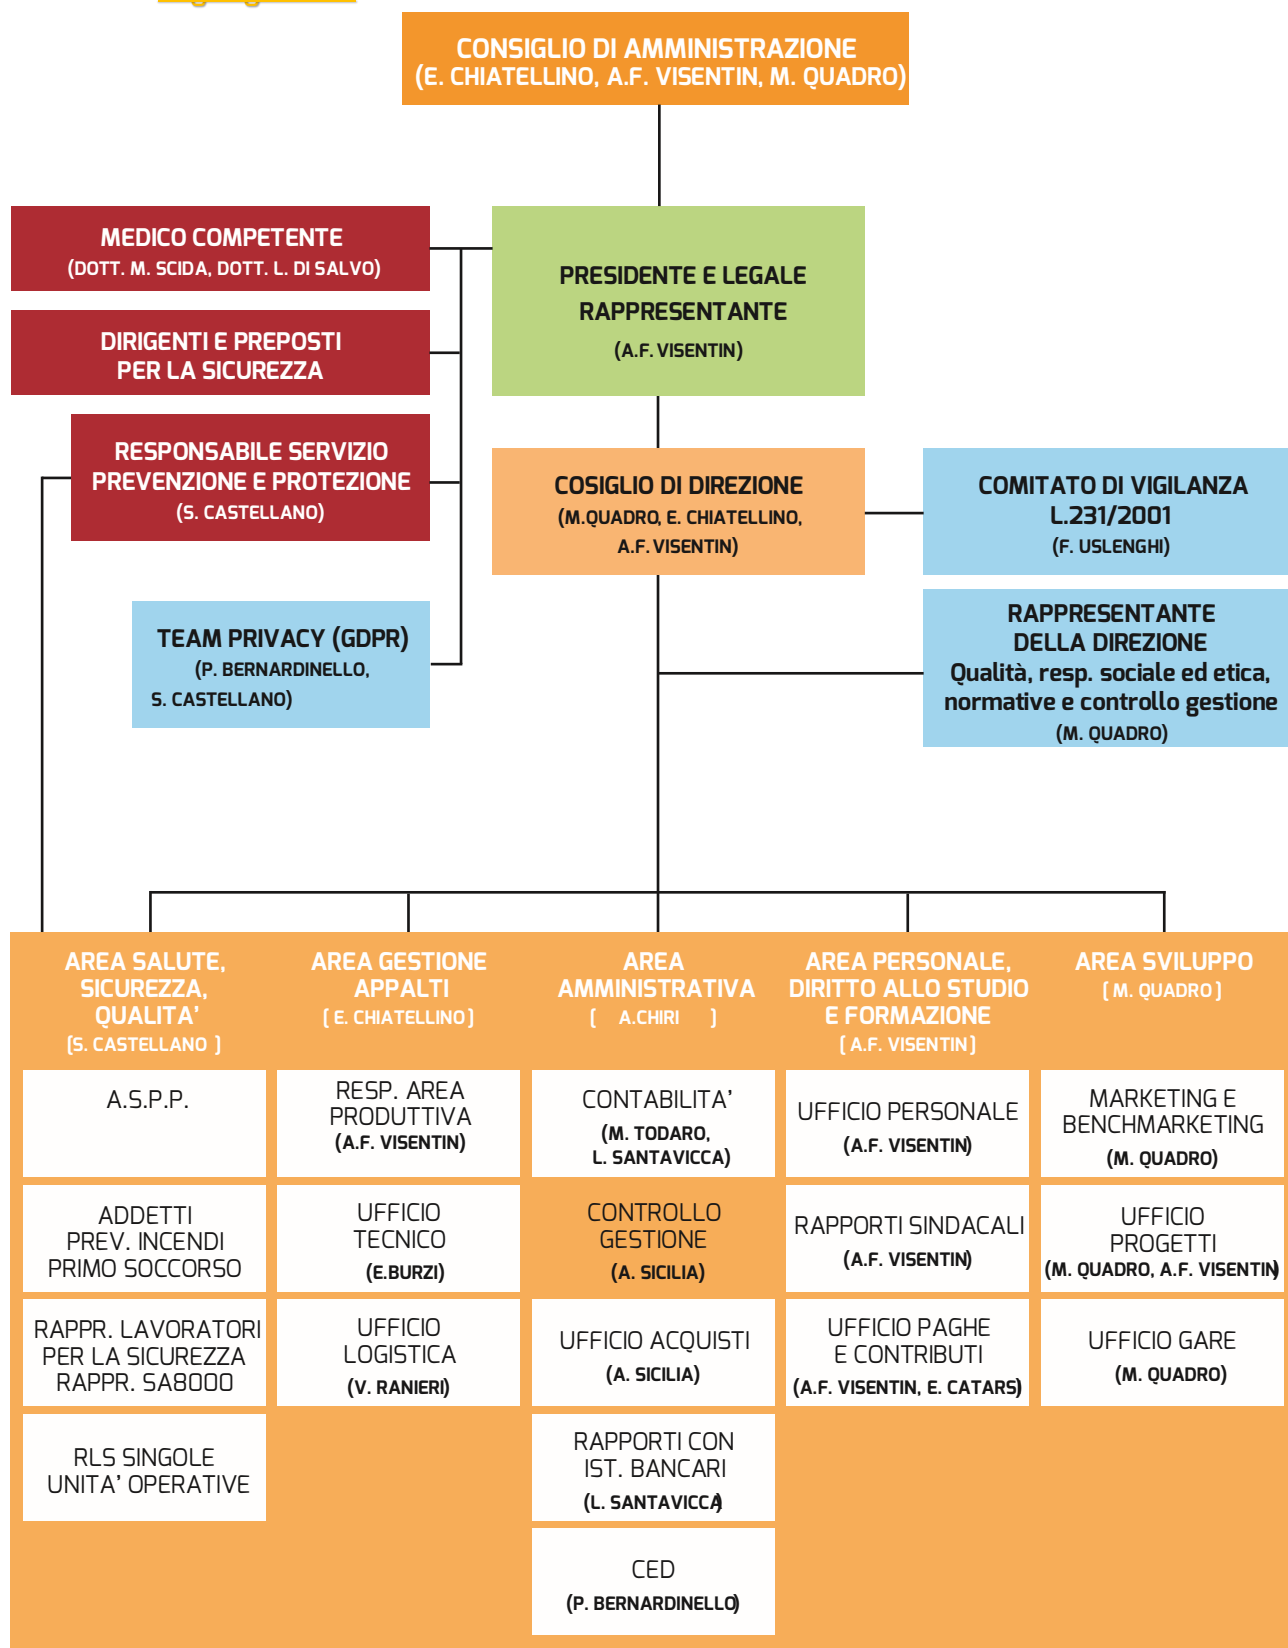 CONSIGLIO DI AMMINISTRAZIONE
(E. CHIATELLINO, A.F. VISENTIN, M. QUADRO)
MEDICO COMPETENTE
(DOTT. M. SCIDA, DOTT. L. DI SALVO)
PRESIDENTE E LEGALE
RAPPRESENTANTE
(A.F. VISENTIN)
DIRIGENTI E PREPOSTI
PER LA SICUREZZA
RESPONSABILE SERVIZIO
PREVENZIONE E PROTEZIONE
(S. CASTELLANO)
COSIGLIO DI DIREZIONE
(M.QUADRO, E. CHIATELLINO,
A.F. VISENTIN)
COMITATO DI VIGILANZA
L.231/2001
(F. USLENGHI)
TEAM PRIVACY (GDPR)
(P. BERNARDINELLO,
S. CASTELLANO)
RAPPRESENTANTE
DELLA DIREZIONE
Qualità, resp. sociale ed etica,
normative e controllo gestione
(M. QUADRO)
AREA SALUTE,
SICUREZZA,
QUALITA’
[S. CASTELLANO ]
A.S.P.P.
ADDETTI
PREV. INCENDI
PRIMO SOCCORSO
RAPPR. LAVORATORI
PER LA SICUREZZA
RAPPR. SA8000
RLS SINGOLE
UNITA’ OPERATIVE
AREA GESTIONE
APPALTI
[ E. CHIATELLINO ]
RESP. AREA
PRODUTTIVA
(A.F. VISENTIN)
UFFICIO
TECNICO
(E.BURZI)
UFFICIO
LOGISTICA
(V. RANIERI)
AREA
AMMINISTRATIVA
[ A.CHIRI ]
CONTABILITA’
(M. TODARO,
L. SANTAVICCA)
CONTROLLO
GESTIONE
(A. SICILIA)
UFFICIO ACQUISTI
(A. SICILIA)
RAPPORTI CON
IST. BANCARI
(L. SANTAVICCA)
CED
(P. BERNARDINELLO)
AREA PERSONALE,
DIRITTO ALLO STUDIO
E FORMAZIONE
[ A.F. VISENTIN ]
UFFICIO PERSONALE
(A.F. VISENTIN)
RAPPORTI SINDACALI
(A.F. VISENTIN)
UFFICIO PAGHE
E CONTRIBUTI
(A.F. VISENTIN, E. CATARS)
AREA SVILUPPO
[ M. QUADRO ]
MARKETING E
BENCHMARKETING
(M. QUADRO)
UFFICIO
PROGETTI
(M. QUADRO, A.F. VISENTIN)
UFFICIO GARE
(M. QUADRO)